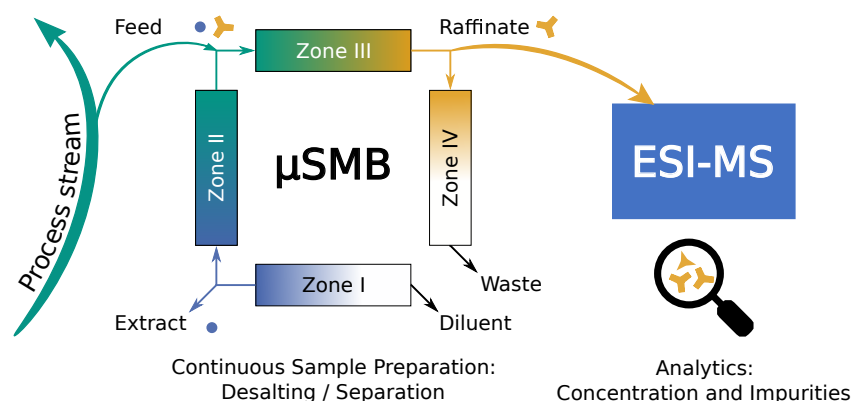 Feed
Zone III
Raffinate
Process stream
Zone II
µSMB
Zone IV
ESI-MS
Zone I
Waste
Extract
Diluent
Continuous Sample Preparation:
Desalting / Separation
Analytics:
Concentration and Impurities